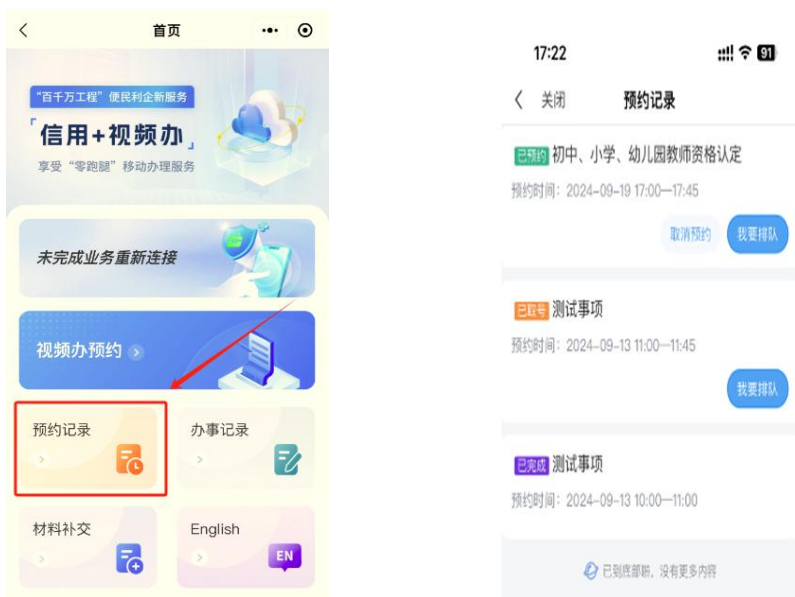 首页
“百千万工程”便民利企新服务
「信用+视频办」
享受“零跑腿”移动办理服务
未完成业务重新连接
视频办预约
预约记录
办事记录
材料补交
English
EN
17:22
91
关闭 预约记录
已预约 初中、小学、幼儿园教师资格认定
预约时间：2024-09-19 17:00—17:45
取消预约 我要排队
已取号 测试事项
预约时间：2024-09-13 11:00—11:45
我要排队
已完成 测试事项
预约时间：2024-09-13 10:00—11:00
已到底部啦，没有更多内容